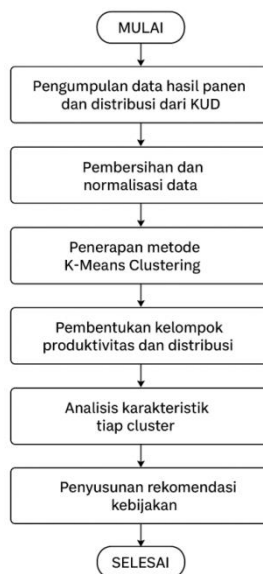 MULAI
Pengumpulan data hasil panen
dan distribusi dari KUD
Pembersihan dan
normalisasi data
Penerapan metode
K-Means Clustering
Pembentukan kelompok
produktivitas dan distribusi
Analisis karakteristik
tiap cluster
Penyusunan rekomendasi
kebijakan
SELESAI